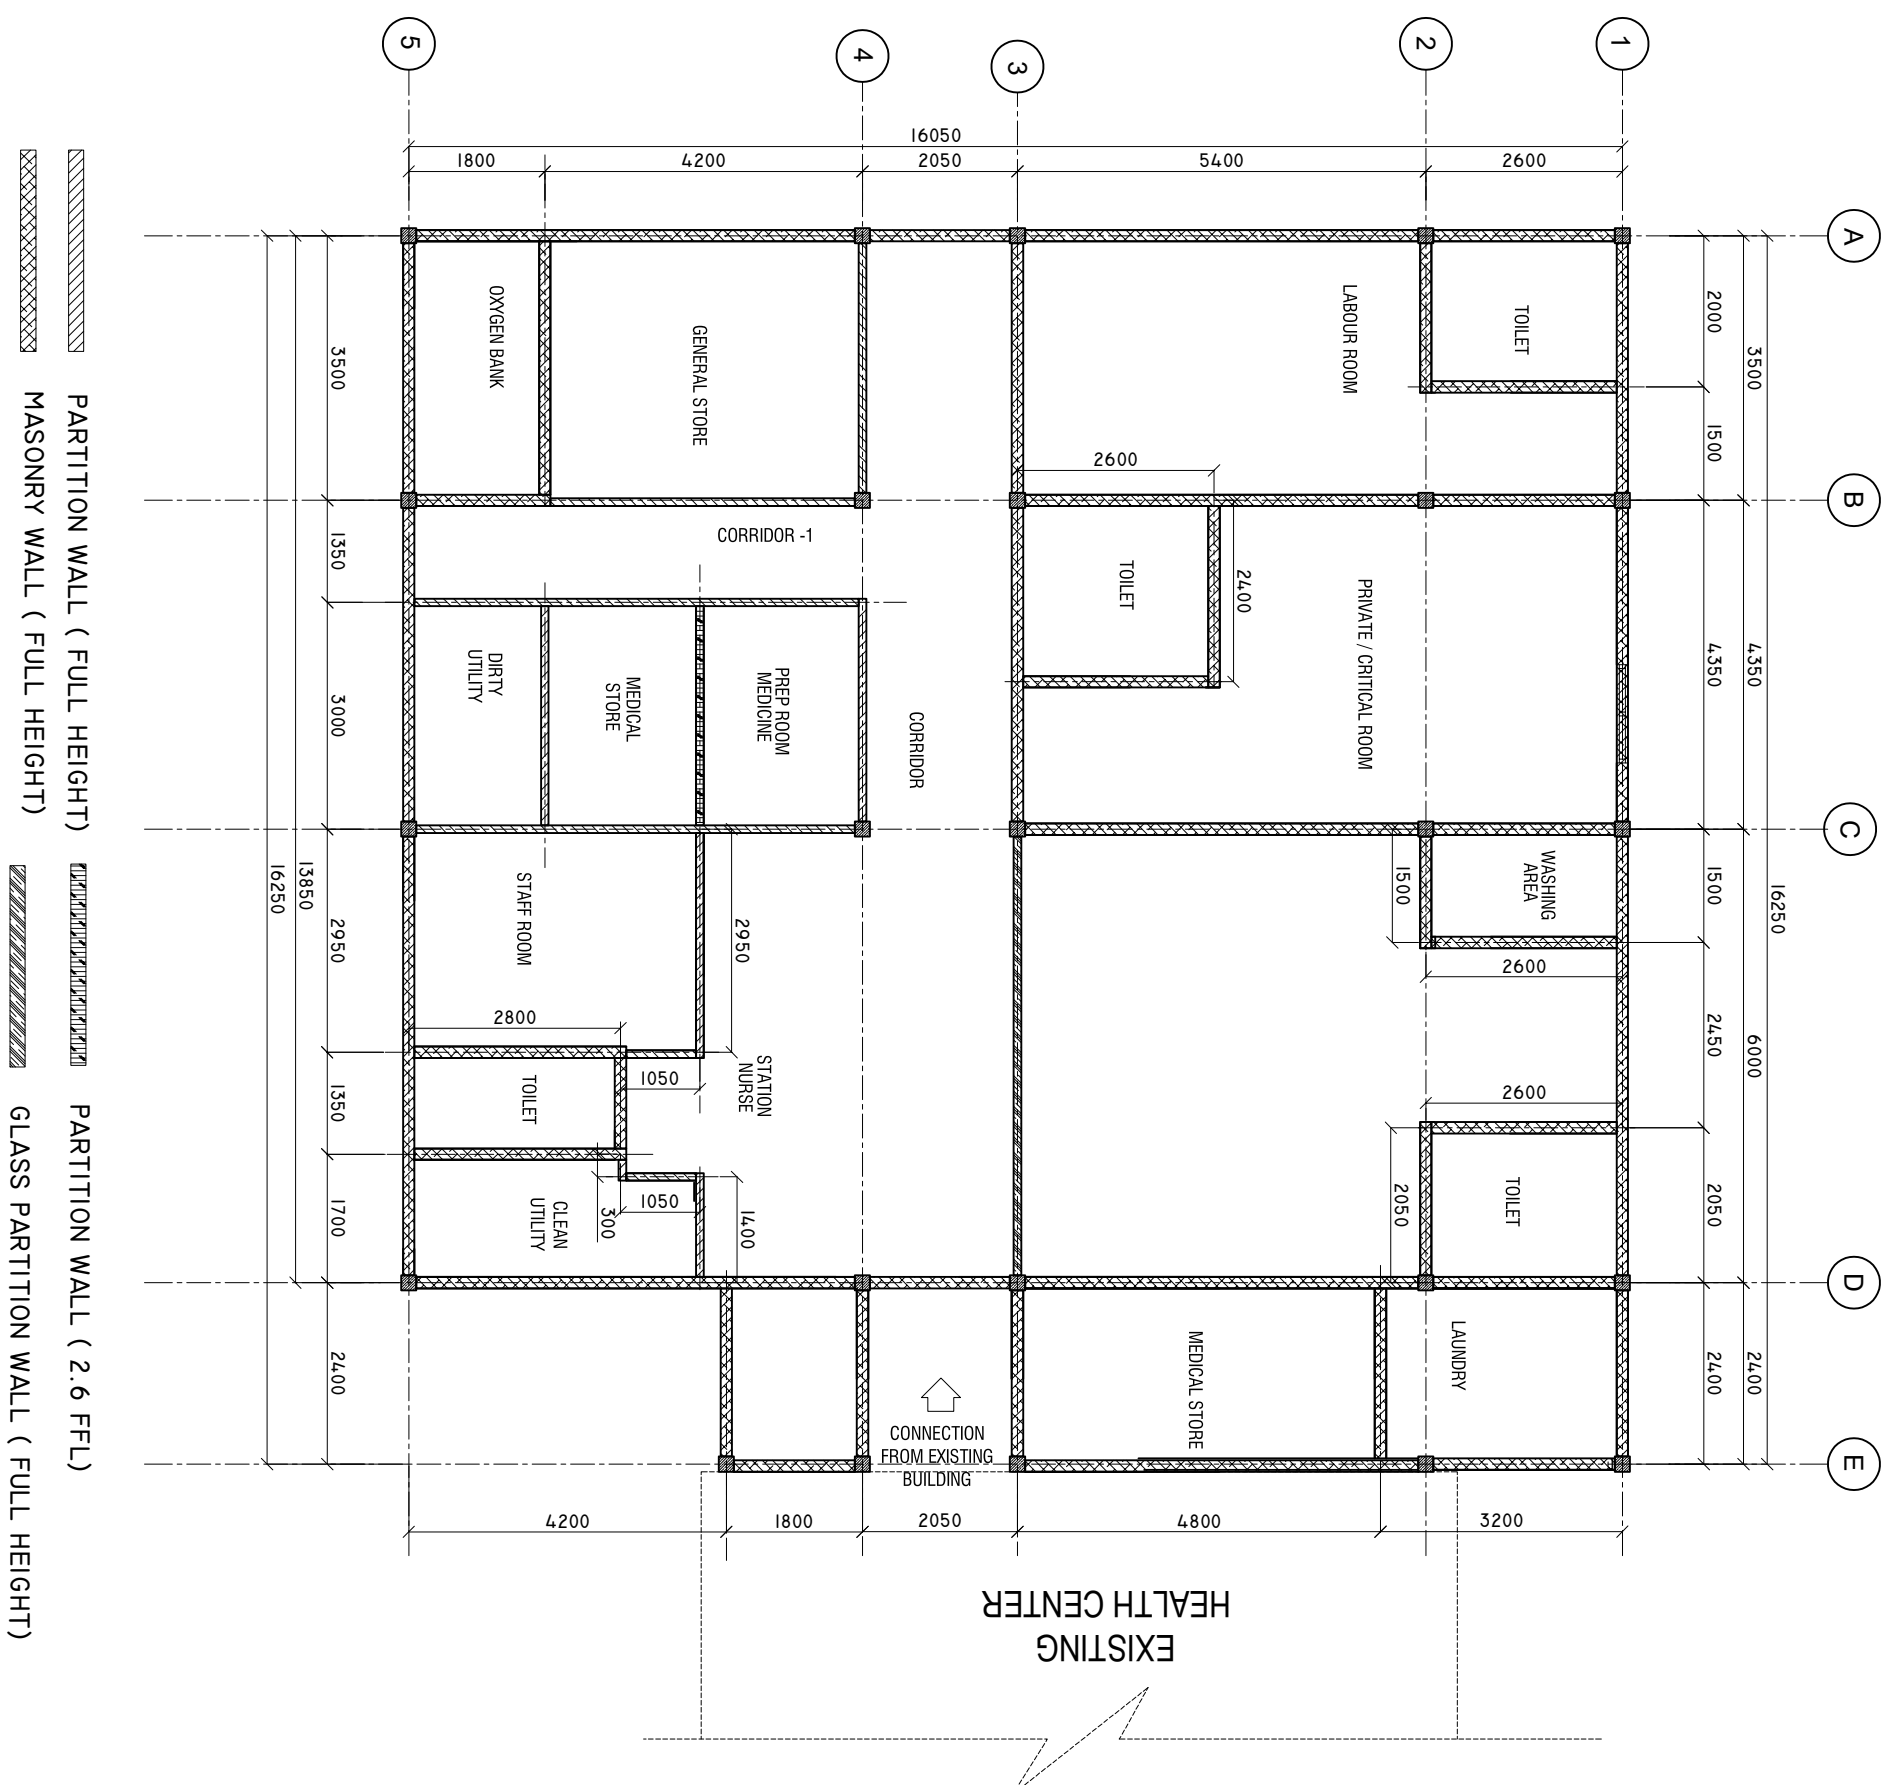 5
4
3
2
1
16050
1800
4200
2050
5400
2600
A
B
C
D
E
OXYGEN BANK
GENERAL STORE
LABOUR ROOM
TOILET
2000
3500
1500
3500
2600
CORRIDOR -1
TOILET
2400
PRIVATE / CRITICAL ROOM
1350
4350
4350
DIRTY
UTILITY
MEDICAL
STORE
PREP ROOM
MEDICINE
CORRIDOR
3000
STAFF ROOM
2950
2950
1500
WASHING
AREA
1500
2600
16250
13850
16250
2800
1050
STATION
NURSE
2450
6000
2600
TOILET
1350
CLEAN
UTILITY
300
1050
1400
1700
2050
TOILET
2050
2400
CONNECTION
FROM EXISTING
BUILDING
MEDICAL STORE
LAUNDRY
2400
2400
4200
1800
2050
4800
3200
EXISTING
HEALTH CENTER
PARTITION WALL ( FULL HEIGHT)
MASONRY WALL ( FULL HEIGHT)
PARTITION WALL ( 2.6 FFL)
GLASS PARTITION WALL ( FULL HEIGHT)